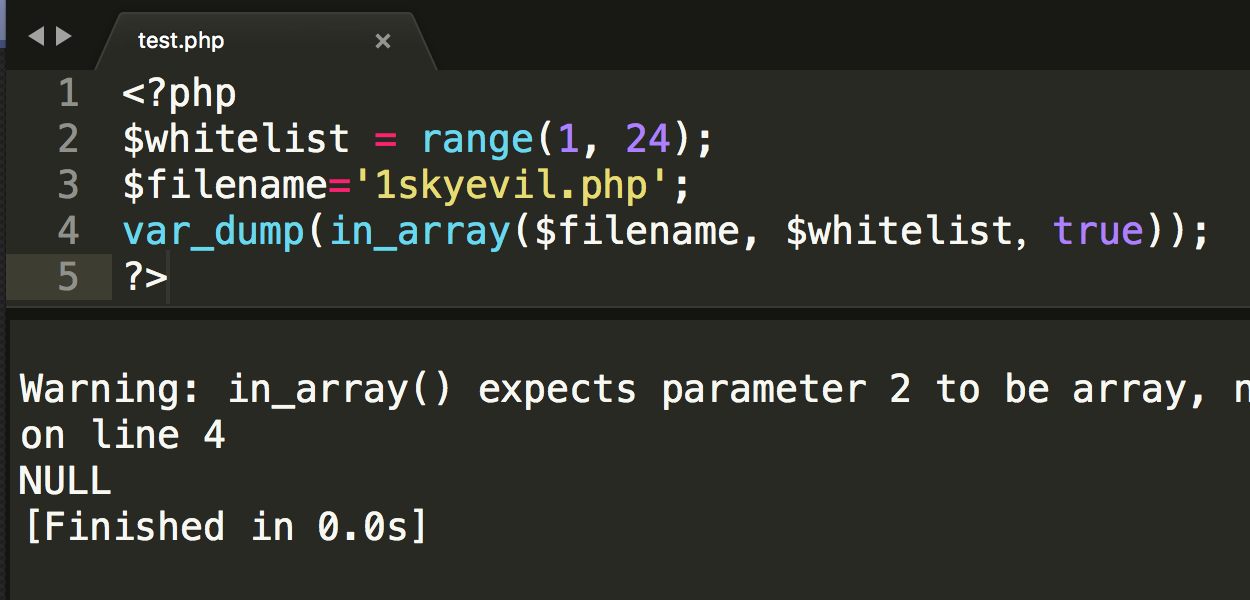 test.php
1 <?php
2 $whitelist = range(1, 24);
3 $filename='1skyevil.php';
4 var_dump(in_array($filename, $whitelist, true));
5 ?>
Warning: in_array() expects parameter 2 to be array,
on line 4
NULL
[Finished in 0.0s]